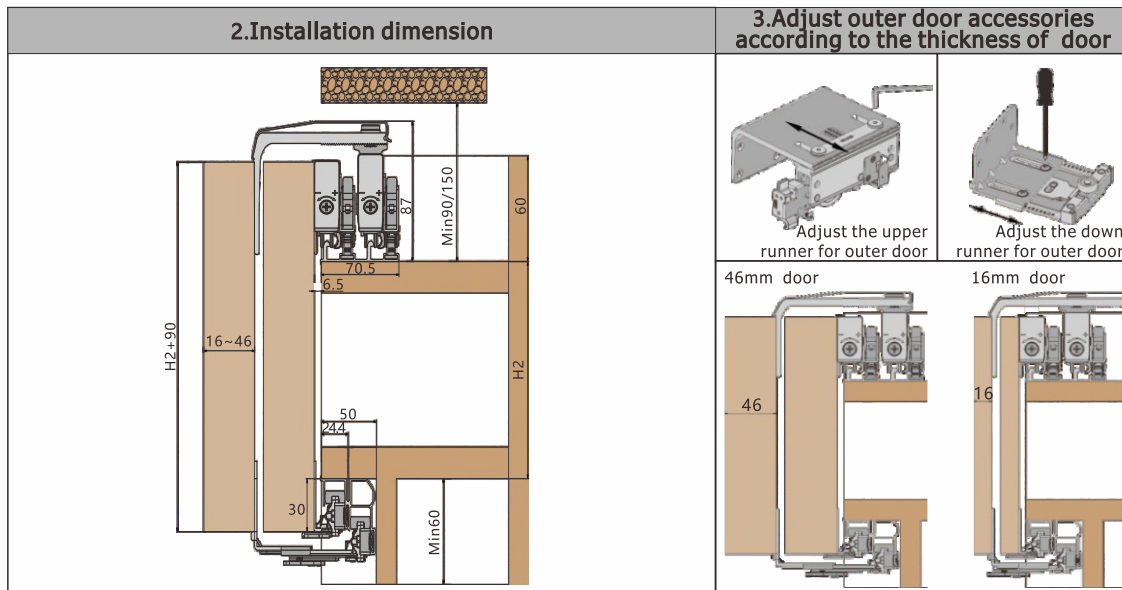 2.Installation dimension
3.Adjust outer door accessories
according to the thickness of door
87
Min90/150
60
70.5
6.5
H2+90
16~46
H2
50
24.4
30
Min60
Adjust the upper
runner for outer door
Adjust the down
runner for outer door
46mm door
16mm door
46
16